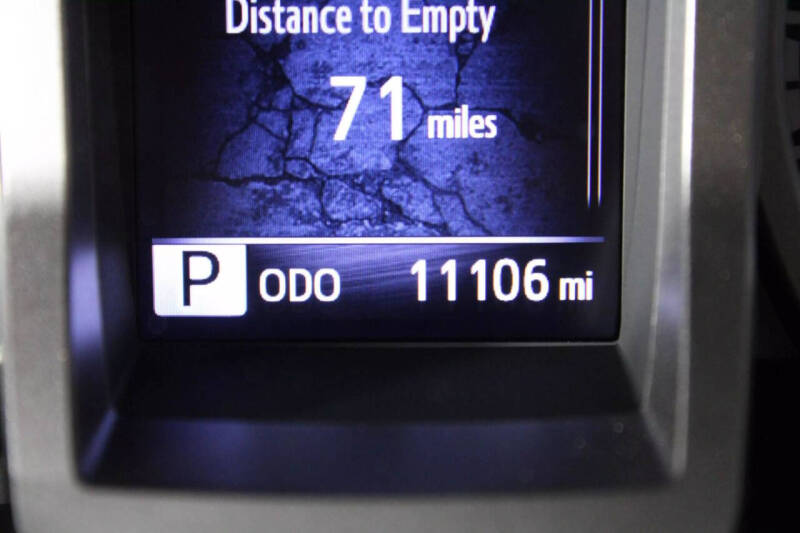 Distance to Empty
71 miles
P ODO 11106 mi